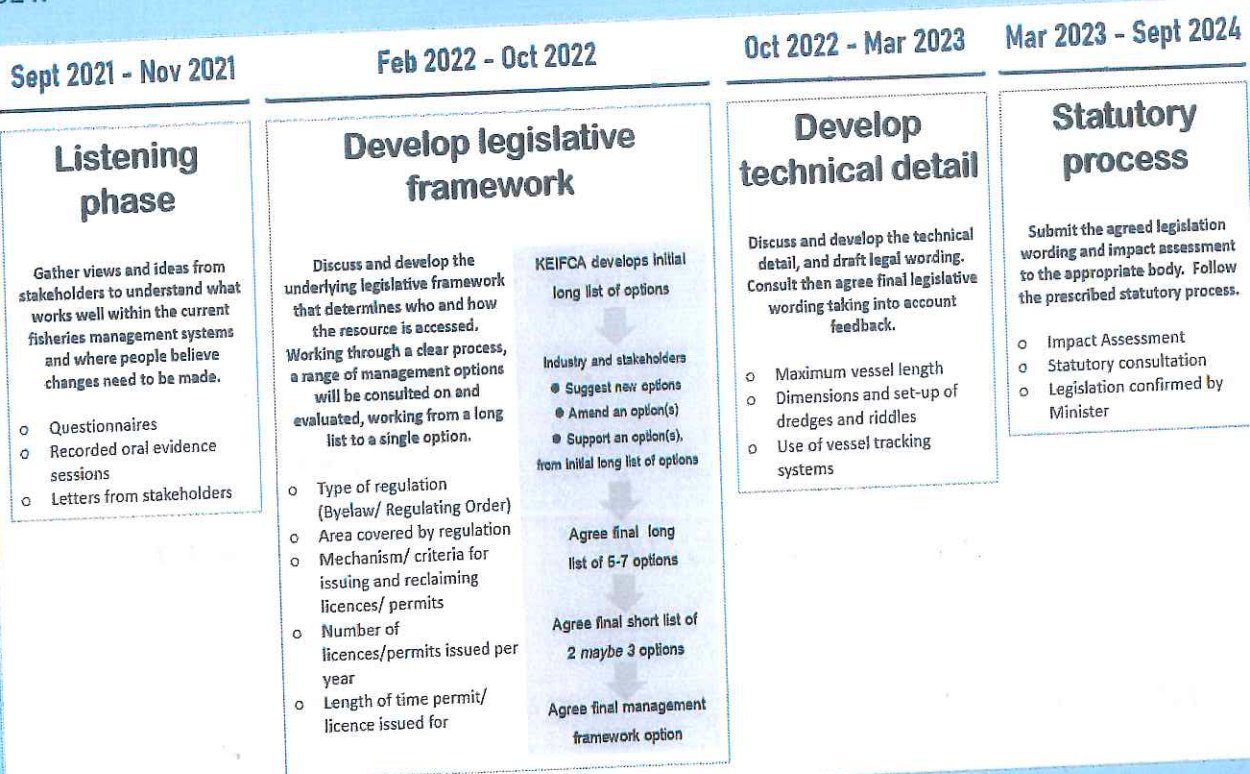 Sept 2021 - Nov 2021
Listening
phase
Gather views and ideas from
stakeholders to understand what
works well within the current
fisheries management systems
and where people believe
changes need to be made.
o Questionnaires
o Recorded oral evidence
sessions
o Letters from stakeholders
Feb 2022 - Oct 2022
Develop legislative
framework
Discuss and develop the
underlying legislative framework
that determines who and how
the resource is accessed.
Working through a clear process,
a range of management options
will be consulted on and
evaluated, working from a long
list to a single option.
o Type of regulation
(Byelaw/ Regulating Order)
o Area covered by regulation
o Mechanism/ criteria for
issuing and reclaiming
licences/ permits
o Number of
licences/permits issued per
year
o Length of time permit/
licence issued for
KEIFCA develops initial
long list of options
Industry and stakeholders
● Suggest new options
● Amend an option(s)
● Support an option(s),
from initial long list of options
Agree final long
list of 5-7 options
Agree final short list of
2 maybe 3 options
Agree final management
framework option
Oct 2022 - Mar 2023
Develop
technical detail
Discuss and develop the technical
detail, and draft legal wording.
Consult then agree final legislative
wording taking into account
feedback.
o Maximum vessel length
o Dimensions and set-up of
dredges and riddles
o Use of vessel tracking
systems
Mar 2023 - Sept 2024
Statutory
process
Submit the agreed legislation
wording and impact assessment
to the appropriate body. Follow
the prescribed statutory process.
o Impact Assessment
o Statutory consultation
o Legislation confirmed by
Minister